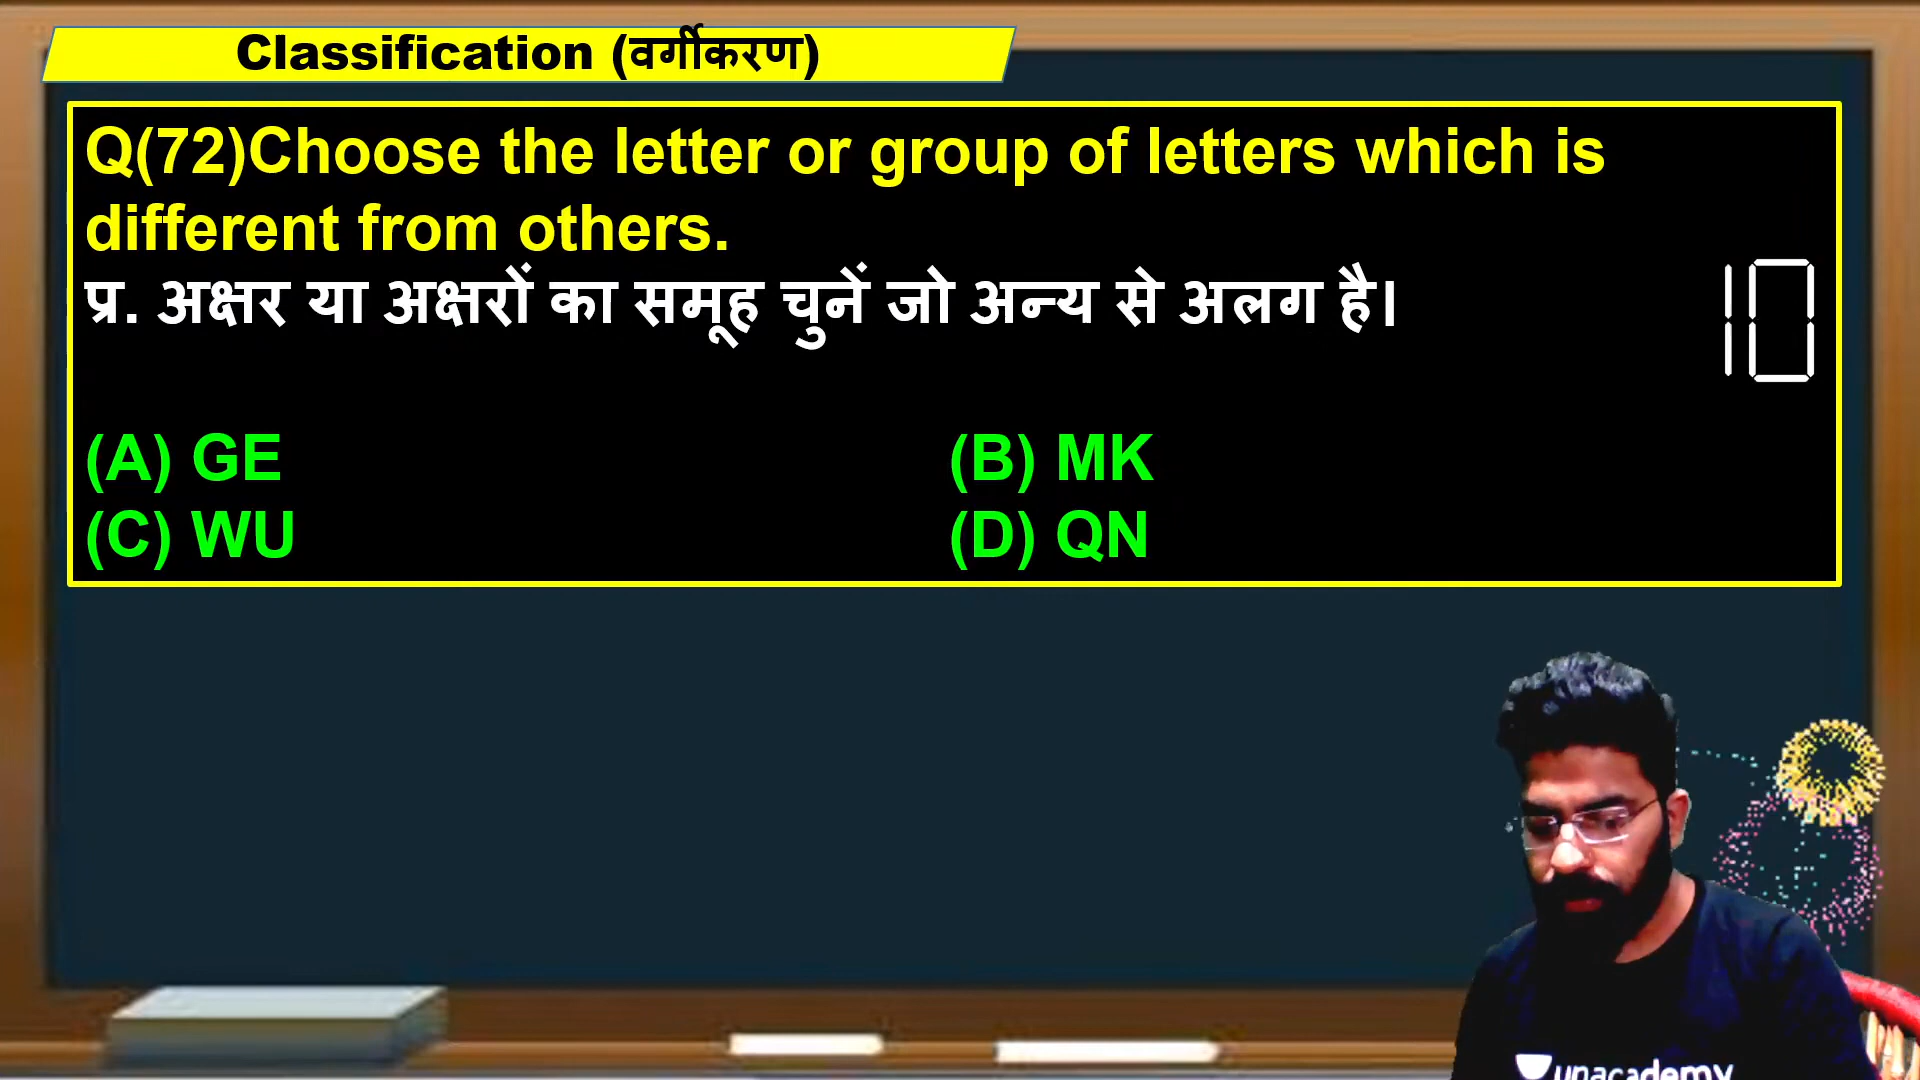 Classification (वर्गीकरण)
Q(72)Choose the letter or group of letters which is
different from others.
प्र. अक्षर या अक्षरों का समूह चुनें जो अन्य से अलग है।
10
(A) GE (B) MK
(C) WU (D) QN
unacademy